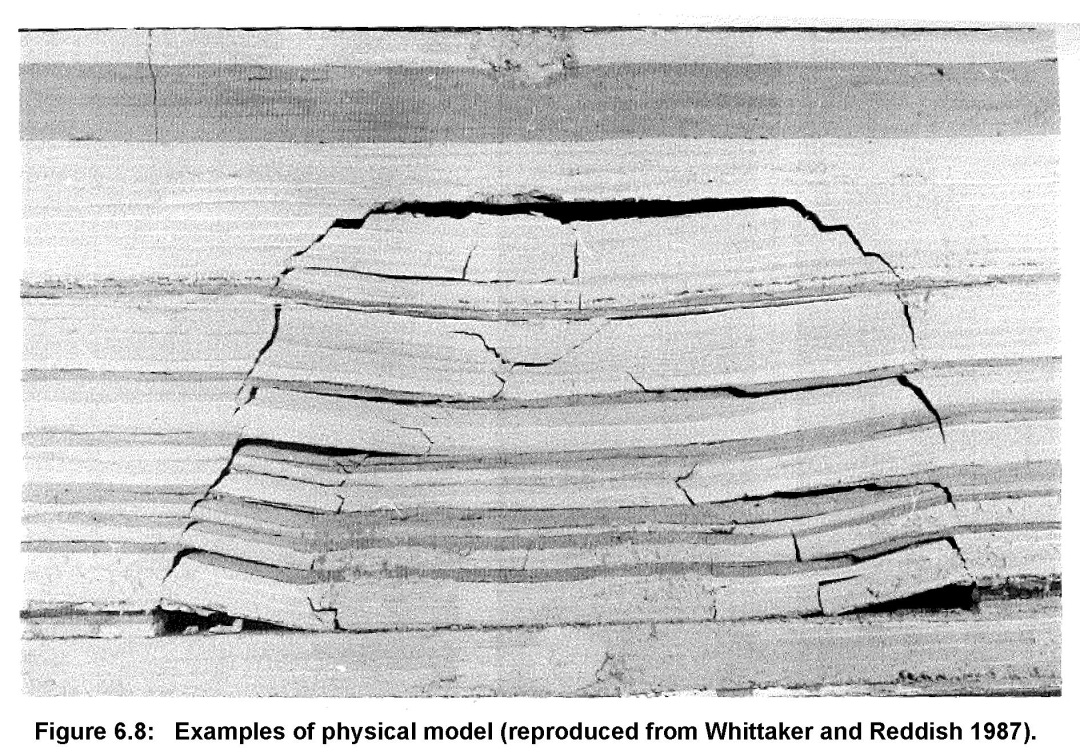 Figure 6.8: Examples of physical model (reproduced from Whittaker and Reddish 1987).